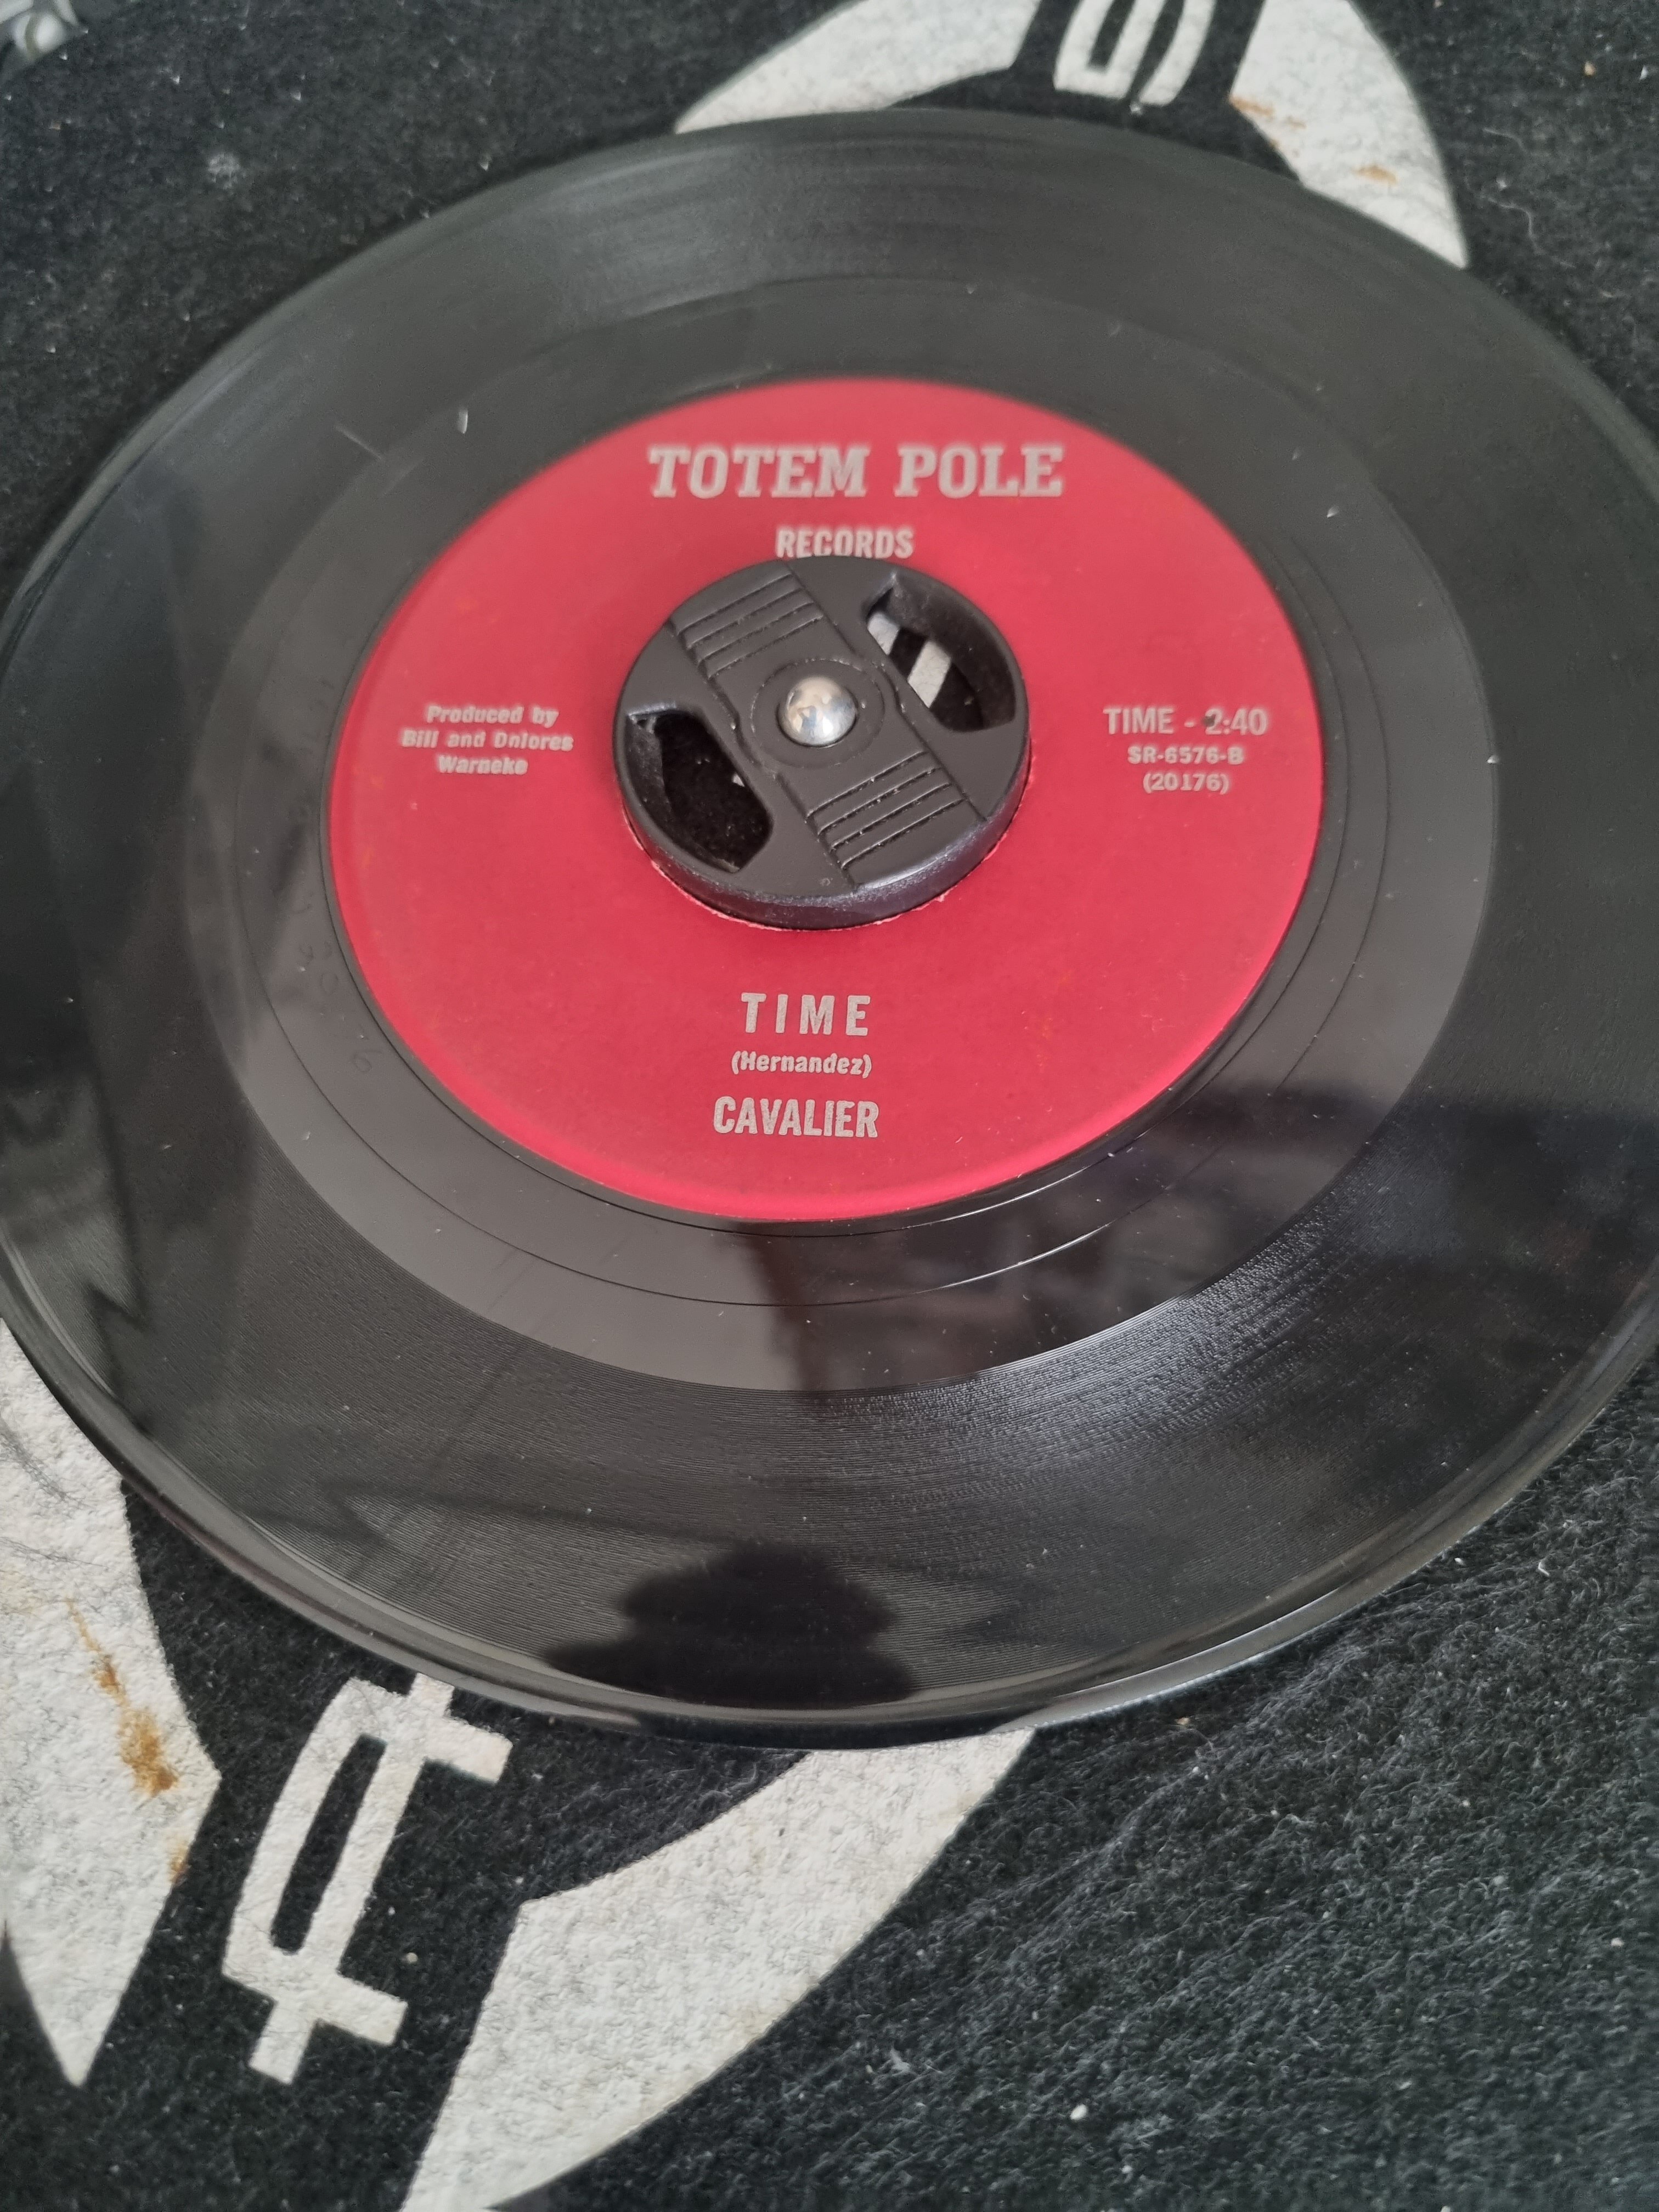 TOTEM POLE
RECORDS
Produced by
Bill and Dolores
Warneke
TIME - 2:40
SR-6576-B
(20176)
TIME
(Hernandez)
CAVALIER